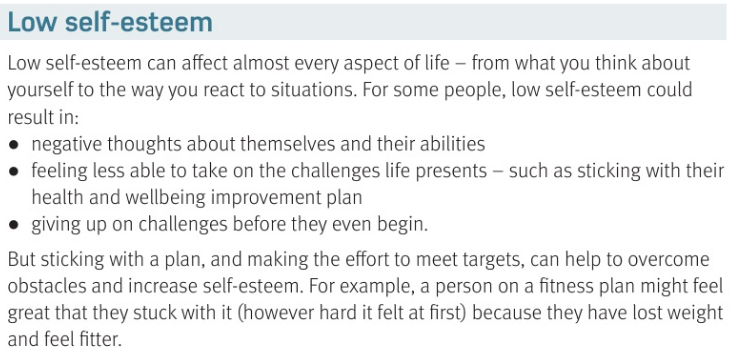 Low self-esteem
Low self-esteem can affect almost every aspect of life – from what you think about
yourself to the way you react to situations. For some people, low self-esteem could
result in:
● negative thoughts about themselves and their abilities
● feeling less able to take on the challenges life presents – such as sticking with their
health and wellbeing improvement plan
● giving up on challenges before they even begin.
But sticking with a plan, and making the effort to meet targets, can help to overcome
obstacles and increase self-esteem. For example, a person on a fitness plan might feel
great that they stuck with it (however hard it felt at first) because they have lost weight
and feel fitter.